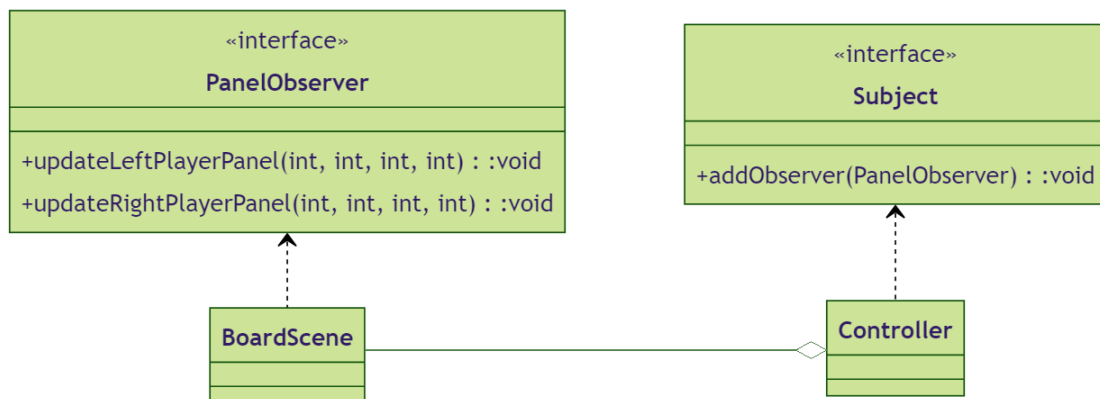 «interface»
PanelObserver
+updateLeftPlayerPanel(int, int, int, int) : :void
+updateRightPlayerPanel(int, int, int, int) : :void
«interface»
Subject
+addObserver(PanelObserver) : :void
BoardScene
Controller